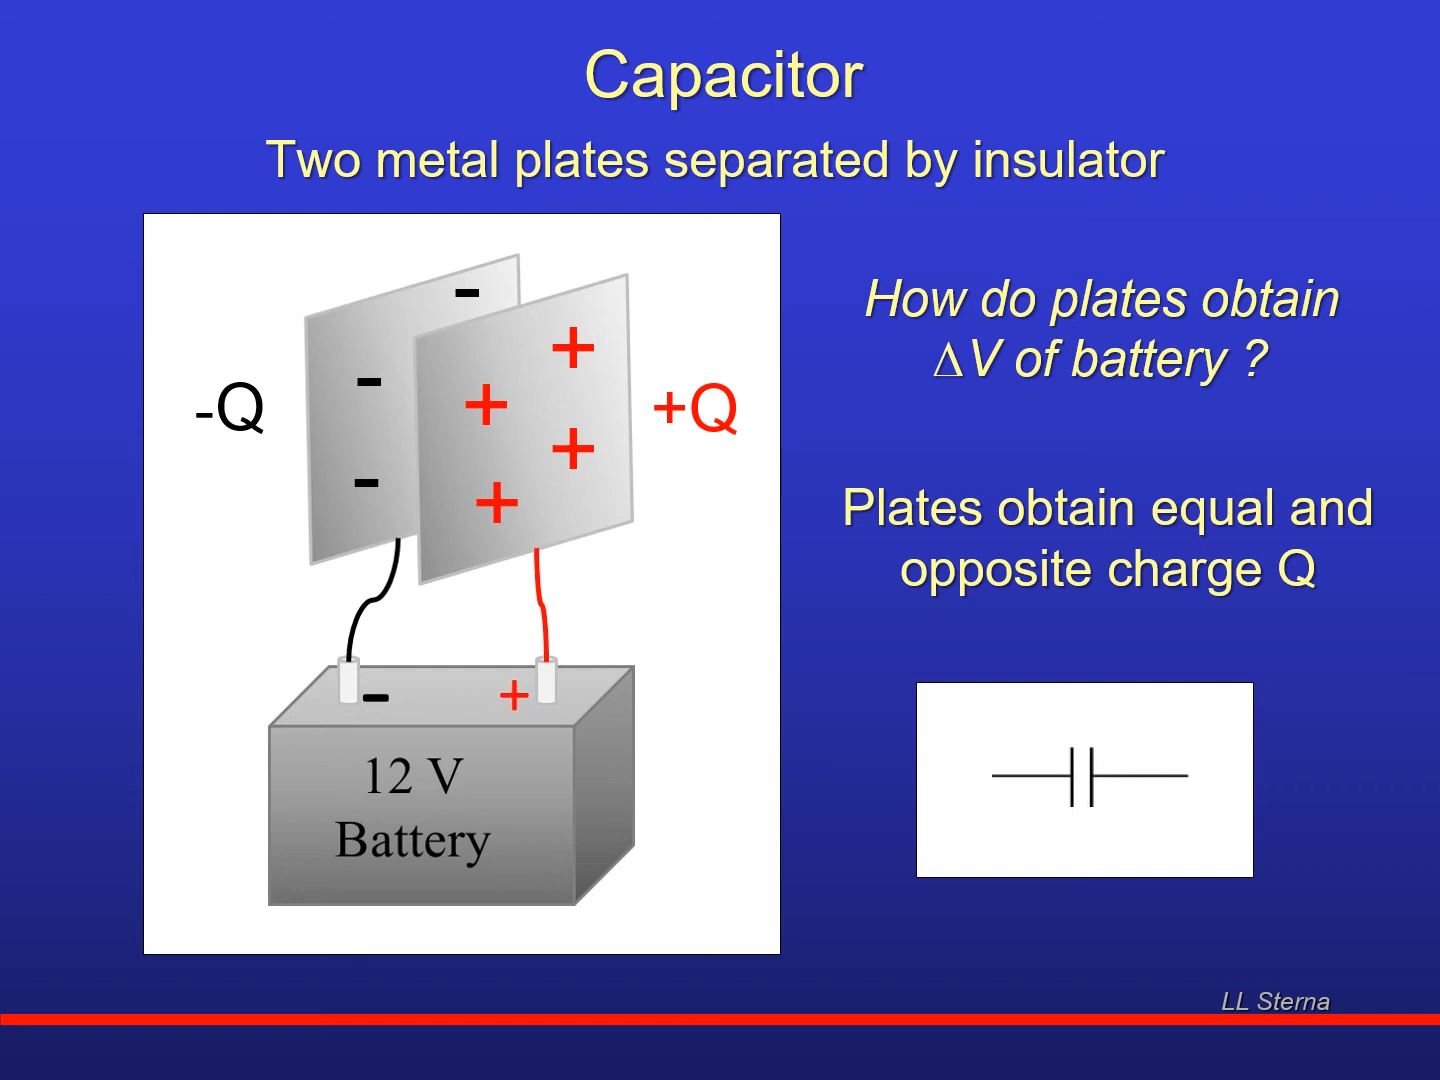 Capacitor
Two metal plates separated by insulator
How do plates obtain
ΔV of battery ?
-
-
-
+
+
+
+
-Q
+Q
Plates obtain equal and
opposite charge Q
-
+
12 V
Battery
LL Sterna